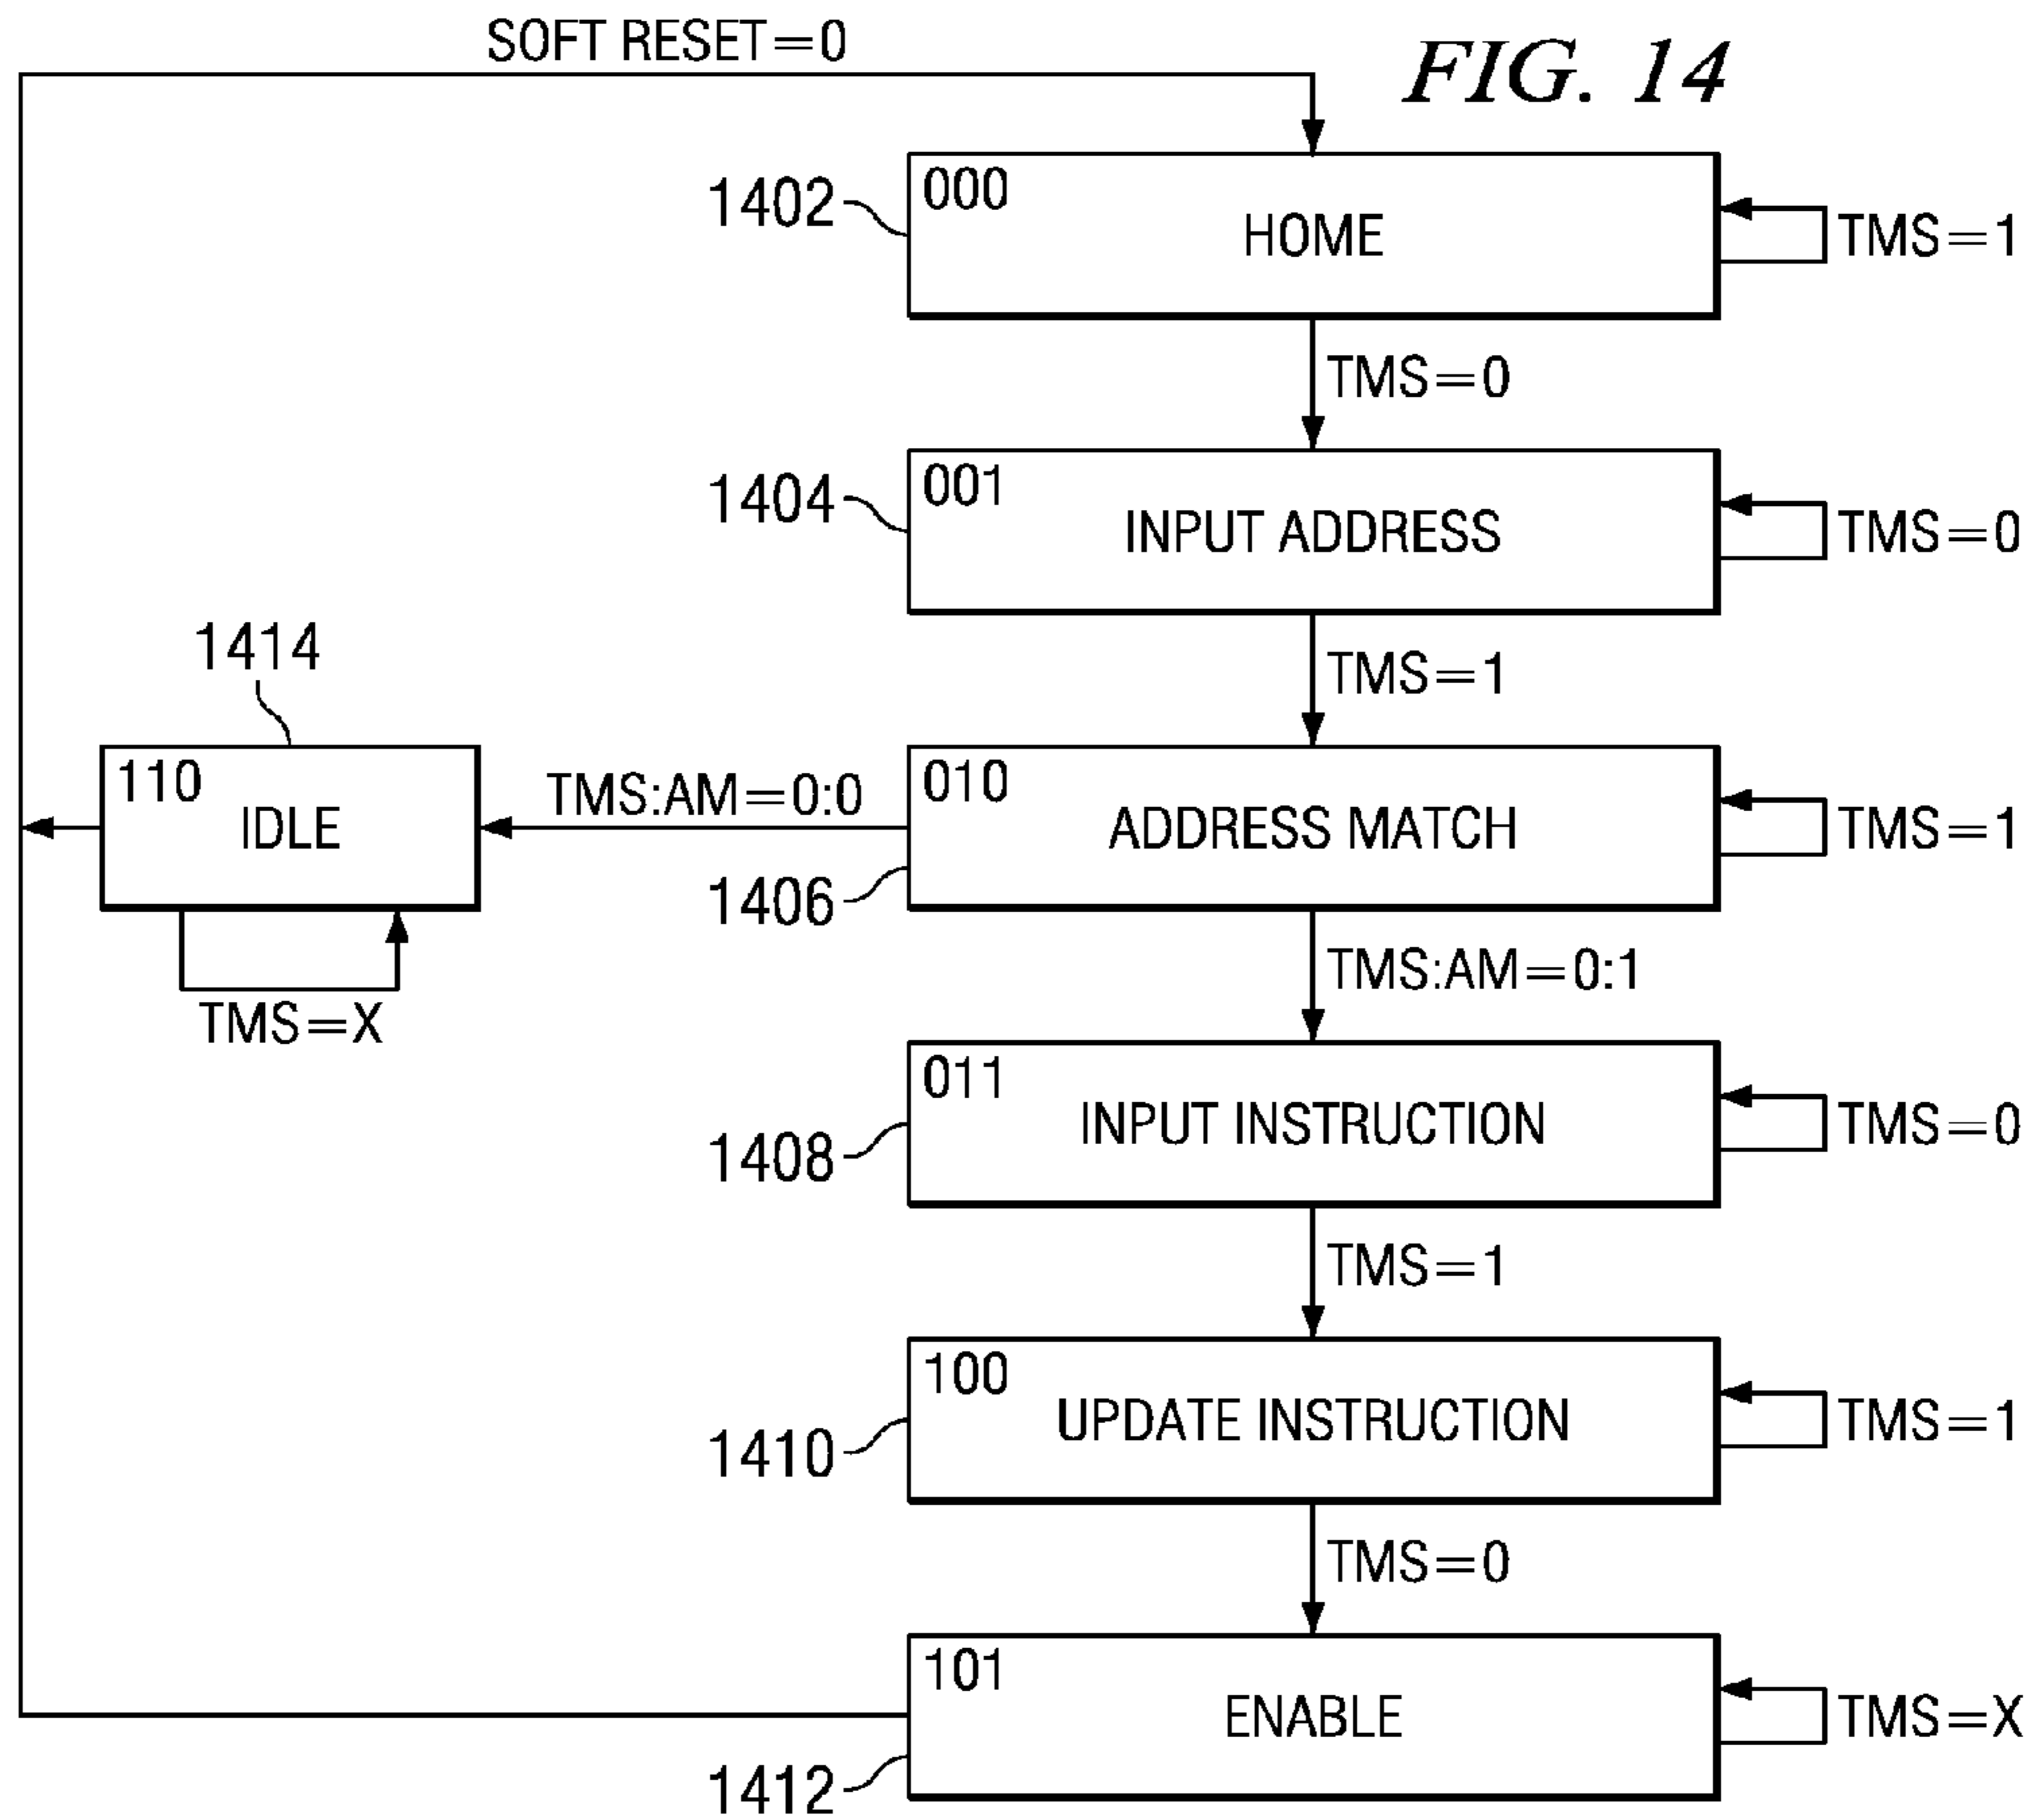 SOFT RESET=0
FIG. 14
000
1402
HOME
TMS=1
TMS=0
001
1404
INPUT ADDRESS
TMS=0
TMS=1
1414
110
IDLE
TMS:AM=0:0
010
ADDRESS MATCH
TMS=1
1406
TMS=X
TMS:AM=0:1
011
INPUT INSTRUCTION
TMS=0
1408
TMS=1
100
UPDATE INSTRUCTION
TMS=1
1410
TMS=0
101
ENABLE
TMS=X
1412